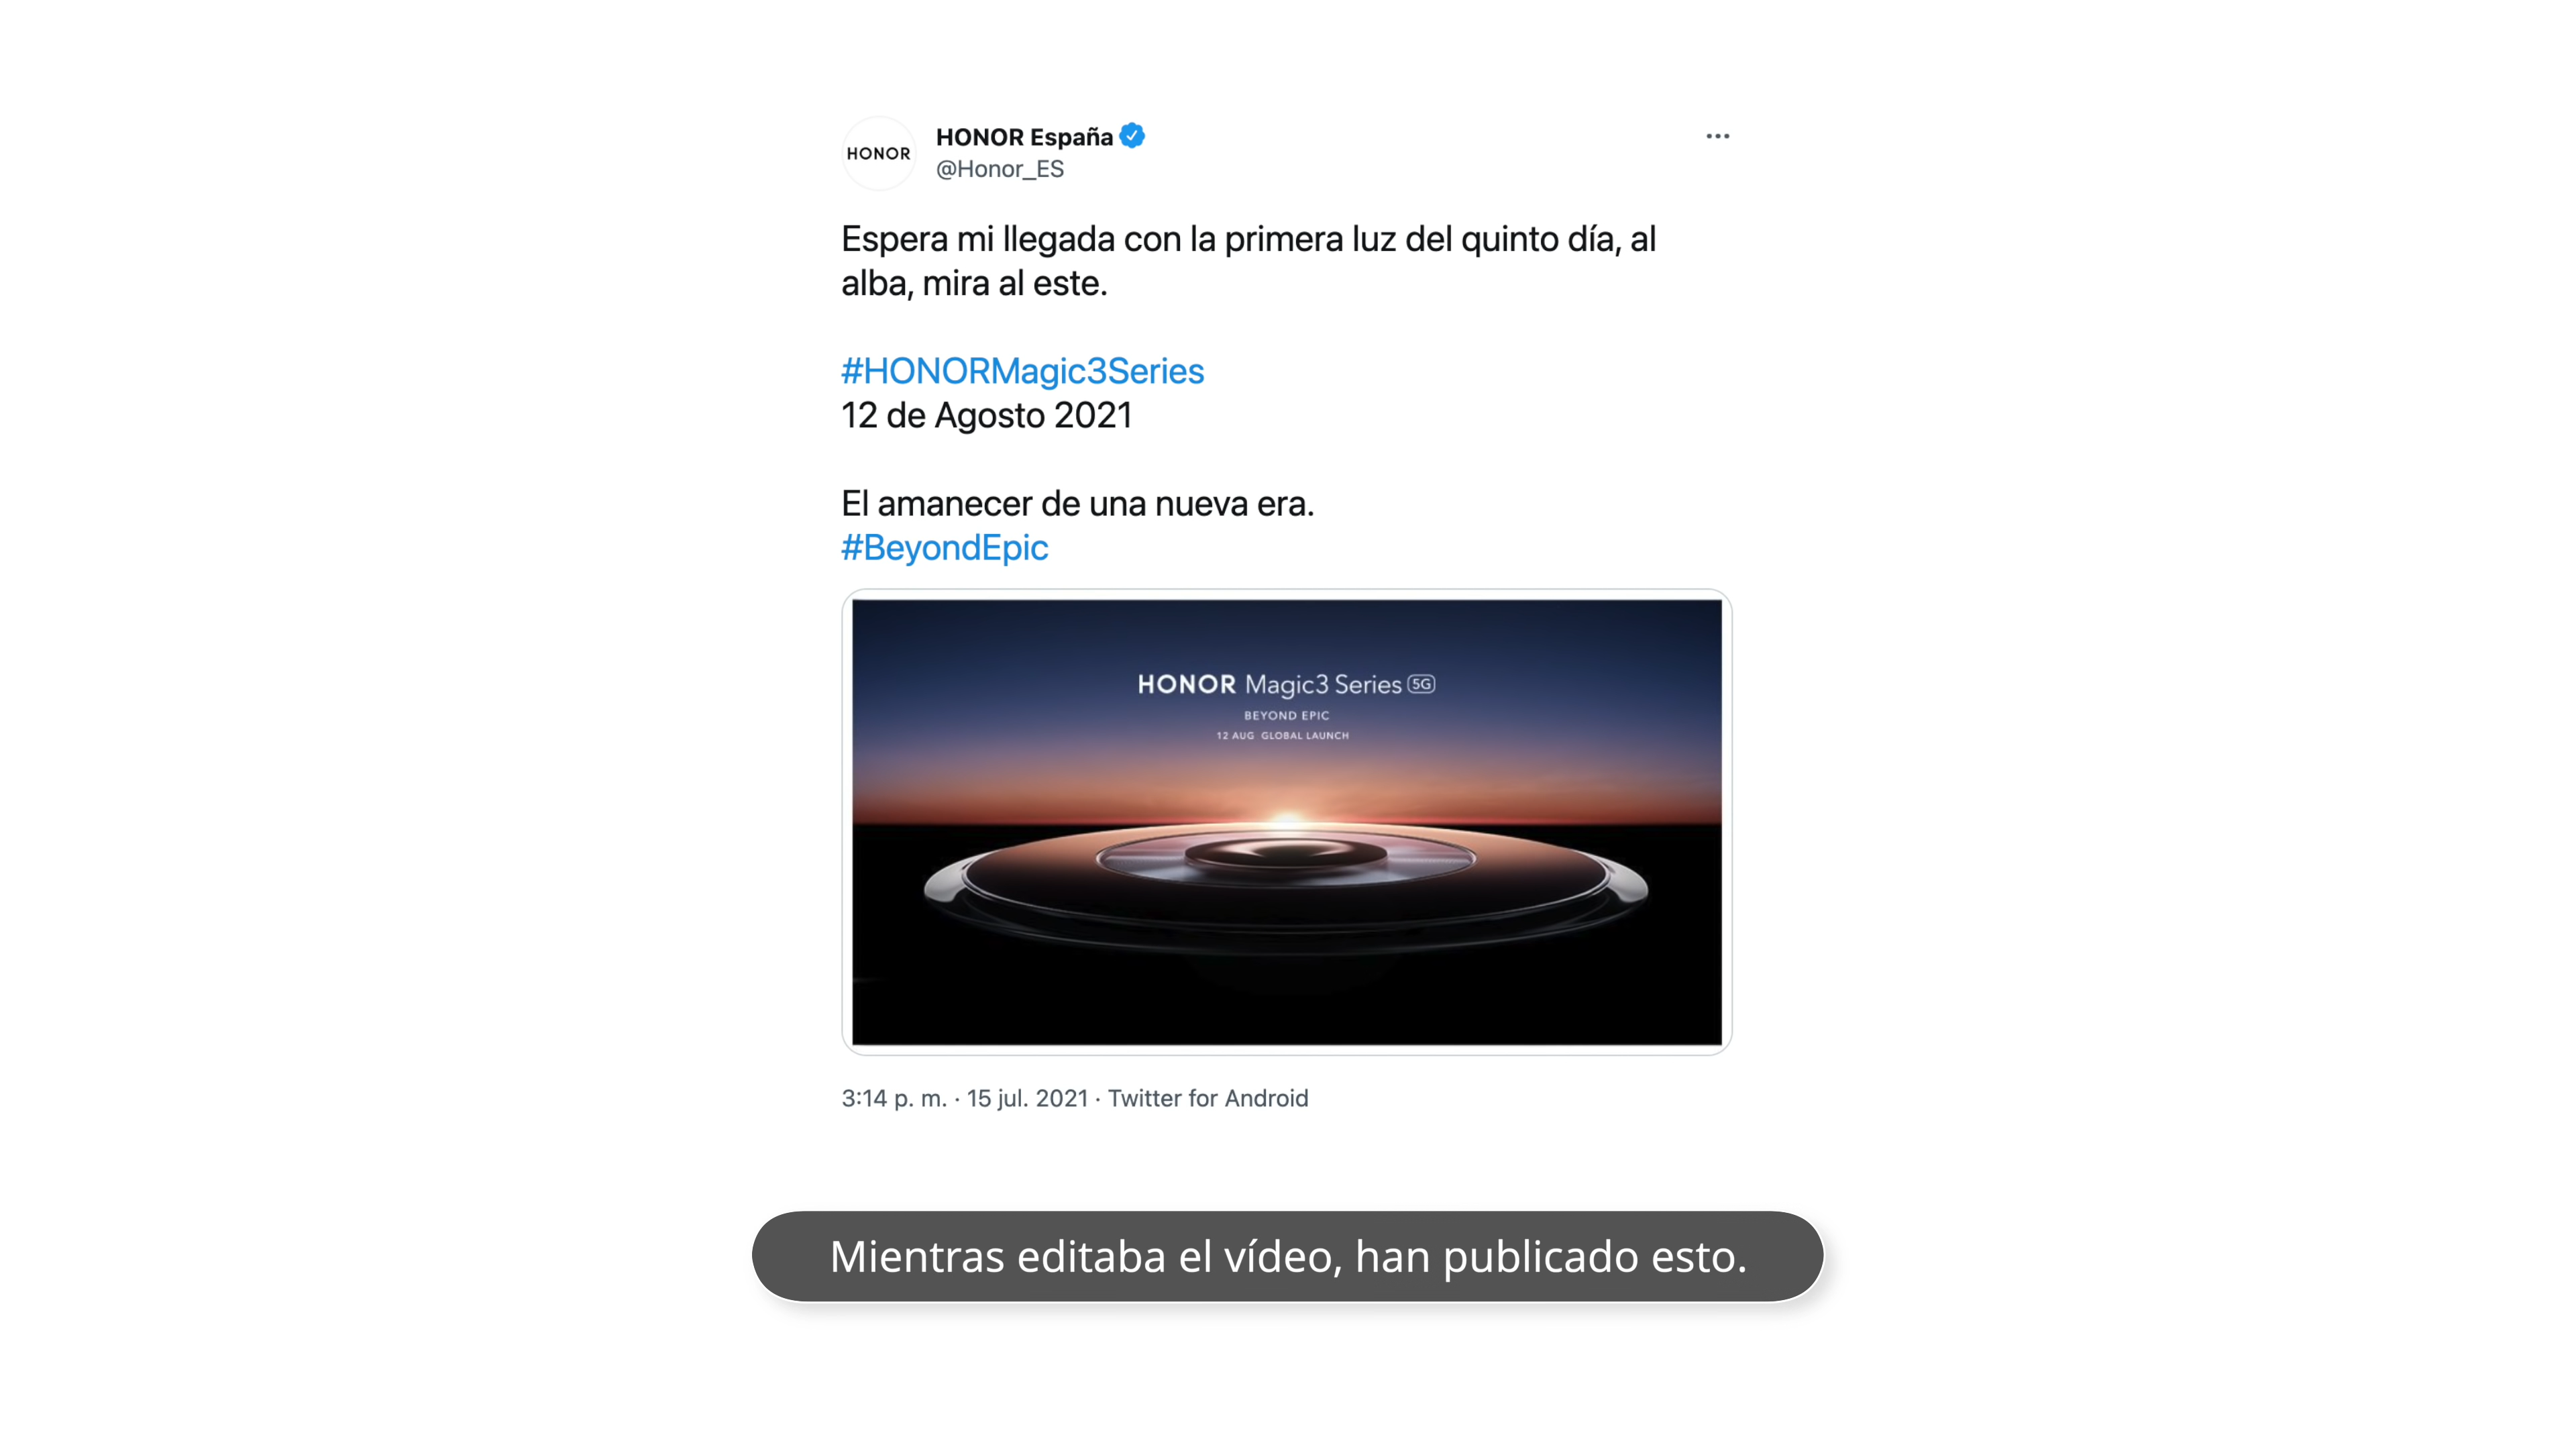 HONOR
HONOR España
@Honor_ES
Espera mi llegada con la primera luz del quinto día, al
alba, mira al este.
#HONORMagic3Series
12 de Agosto 2021
El amanecer de una nueva era.
#BeyondEpic
HONOR Magic3 Series 5G
BEYOND EPIC
12 AUG GLOBAL LAUNCH
3:14 p. m. · 15 jul. 2021 · Twitter for Android
Mientras editaba el vídeo, han publicado esto.